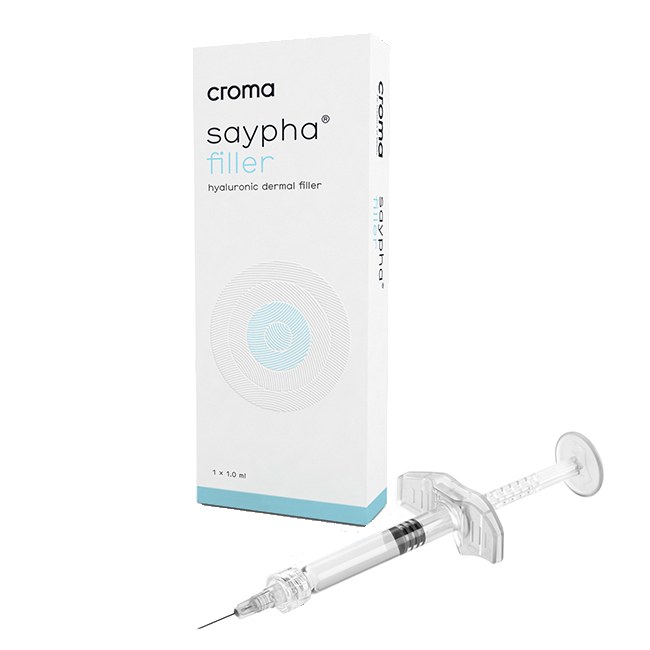 croma
saypha®
filler
hyaluronic dermal filler
1 x 1.0 ml
croma
saypha®
filler